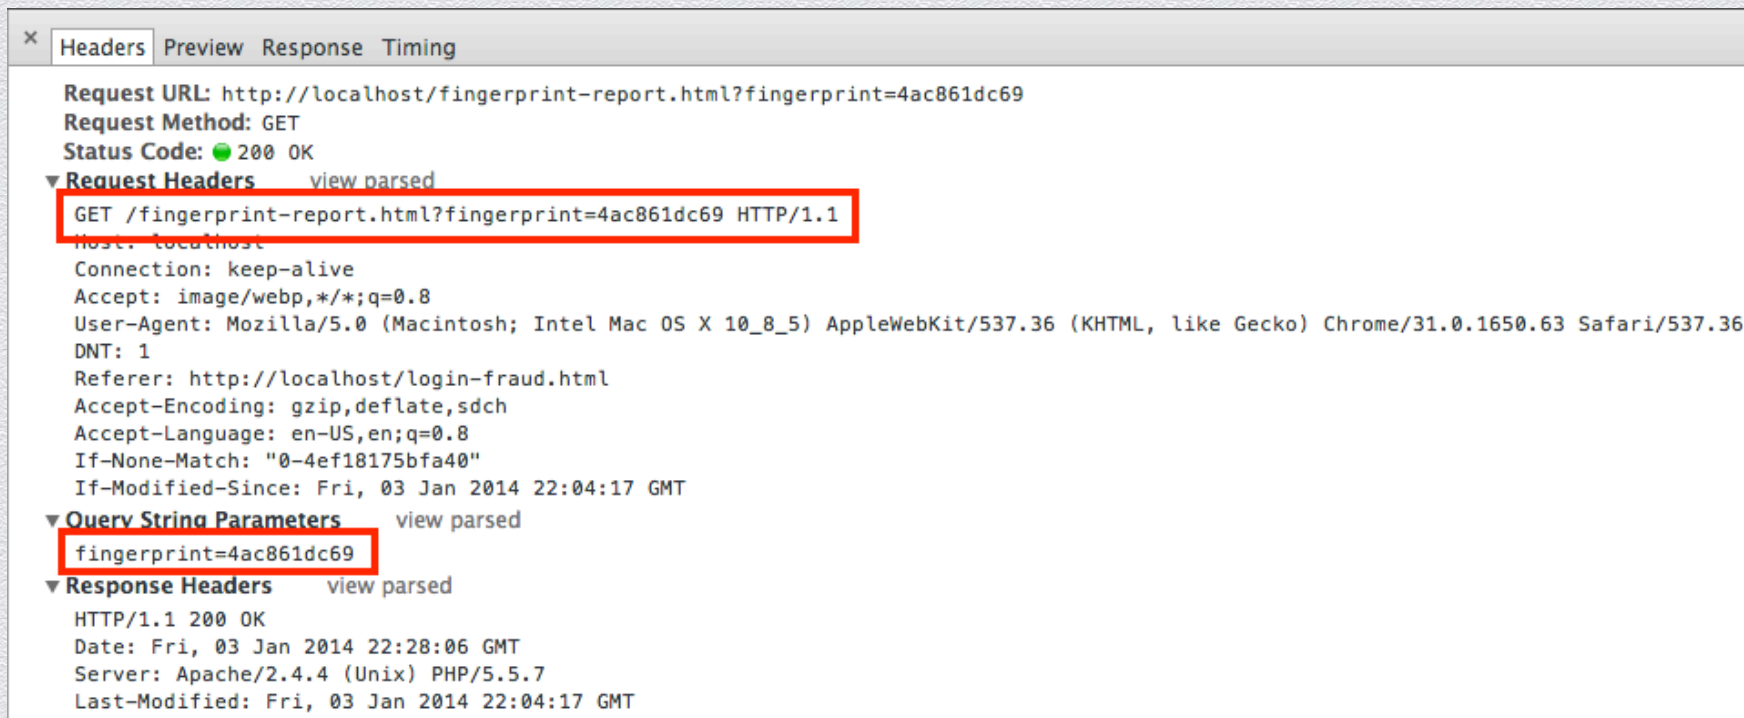 × Headers Preview Response Timing
Request URL: http://localhost/fingerprint-report.html?fingerprint=4ac861dc69
Request Method: GET
Status Code: 200 OK
▼ Request Headers view parsed
GET /fingerprint-report.html?fingerprint=4ac861dc69 HTTP/1.1
Host: localhost
Connection: keep-alive
Accept: image/webp,*/*;q=0.8
User-Agent: Mozilla/5.0 (Macintosh; Intel Mac OS X 10_8_5) AppleWebKit/537.36 (KHTML, like Gecko) Chrome/31.0.1650.63 Safari/537.36
DNT: 1
Referer: http://localhost/login-fraud.html
Accept-Encoding: gzip,deflate,sdch
Accept-Language: en-US,en;q=0.8
If-None-Match: "0-4ef18175bfa40"
If-Modified-Since: Fri, 03 Jan 2014 22:04:17 GMT
▼ Query String Parameters view parsed
fingerprint=4ac861dc69
▼ Response Headers view parsed
HTTP/1.1 200 OK
Date: Fri, 03 Jan 2014 22:28:06 GMT
Server: Apache/2.4.4 (Unix) PHP/5.5.7
Last-Modified: Fri, 03 Jan 2014 22:04:17 GMT